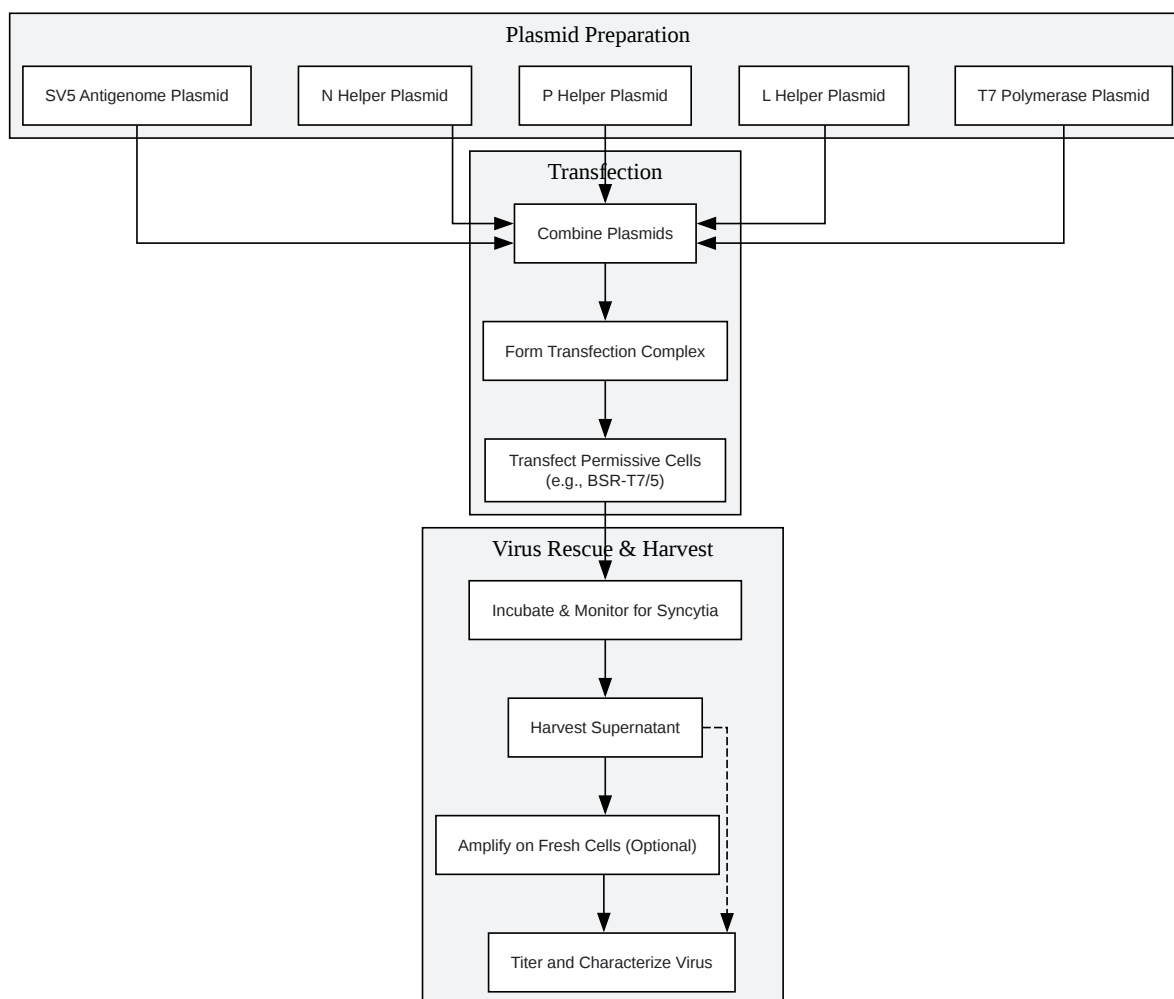 Plasmid Preparation
SV5 Antigenome Plasmid
N Helper Plasmid
P Helper Plasmid
L Helper Plasmid
T7 Polymerase Plasmid
Transfection
Combine Plasmids
Form Transfection Complex
Transfect Permissive Cells
(e.g., BSR-T7/5)
Virus Rescue & Harvest
Incubate & Monitor for Syncytia
Harvest Supernatant
Amplify on Fresh Cells (Optional)
Titer and Characterize Virus